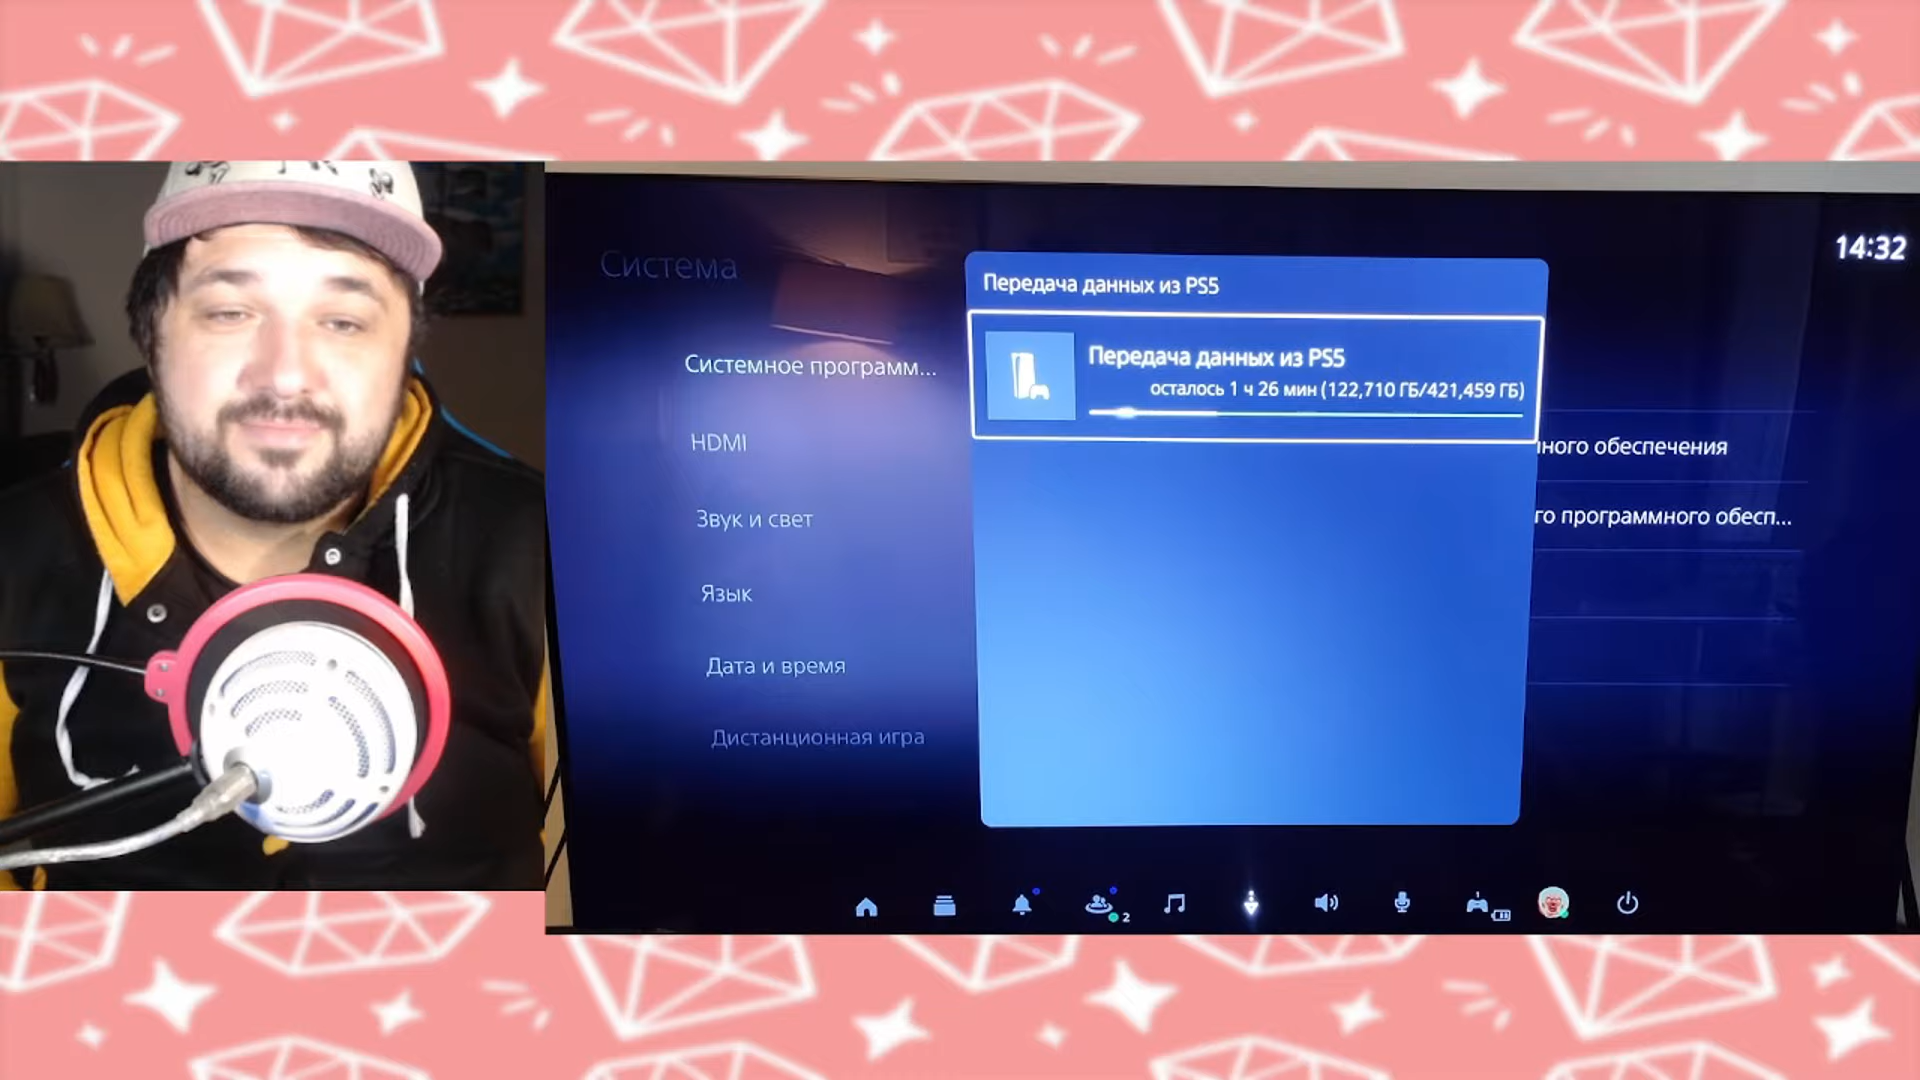 14:32
Система
Системное программ...
HDMI
Звук и свет
Язык
Дата и время
Дистанционная игра
Передача данных из PS5
Передача данных из PS5
осталось 1 ч 26 мин (122,710 ГБ/421,459 ГБ)
ного обеспечения
го программного обесп...
2